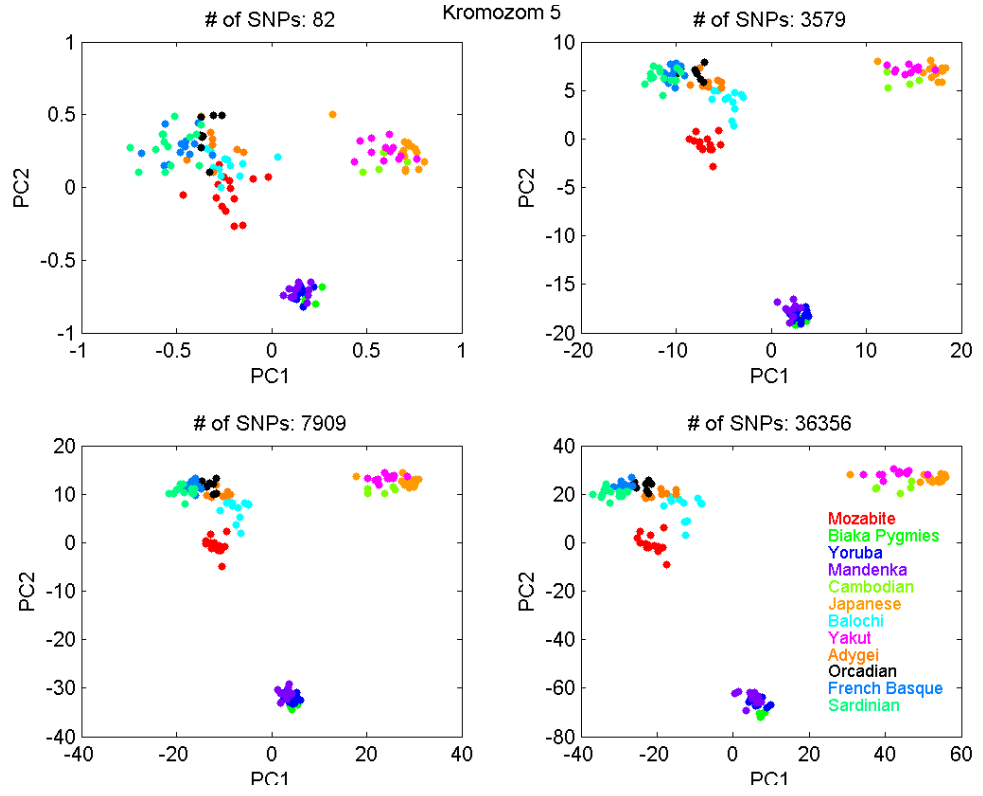 Kromozom 5
# of SNPs: 82
1
0.5
0
-0.5
-1
-1
-0.5
0
0.5
1
PC2
PC1
# of SNPs: 3579
10
5
0
-5
-10
-15
-20
-20
-10
0
10
20
PC2
PC1
# of SNPs: 7909
20
10
0
-10
-20
-30
-40
-40
-20
0
20
40
PC2
PC1
# of SNPs: 36356
40
20
0
-20
-40
-60
-80
-40
-20
0
20
40
60
PC2
PC1
Mozabite
Biaka Pygmies
Yoruba
Mandenka
Cambodian
Japanese
Balochi
Yakut
Adygei
Orcadian
French Basque
Sardinian